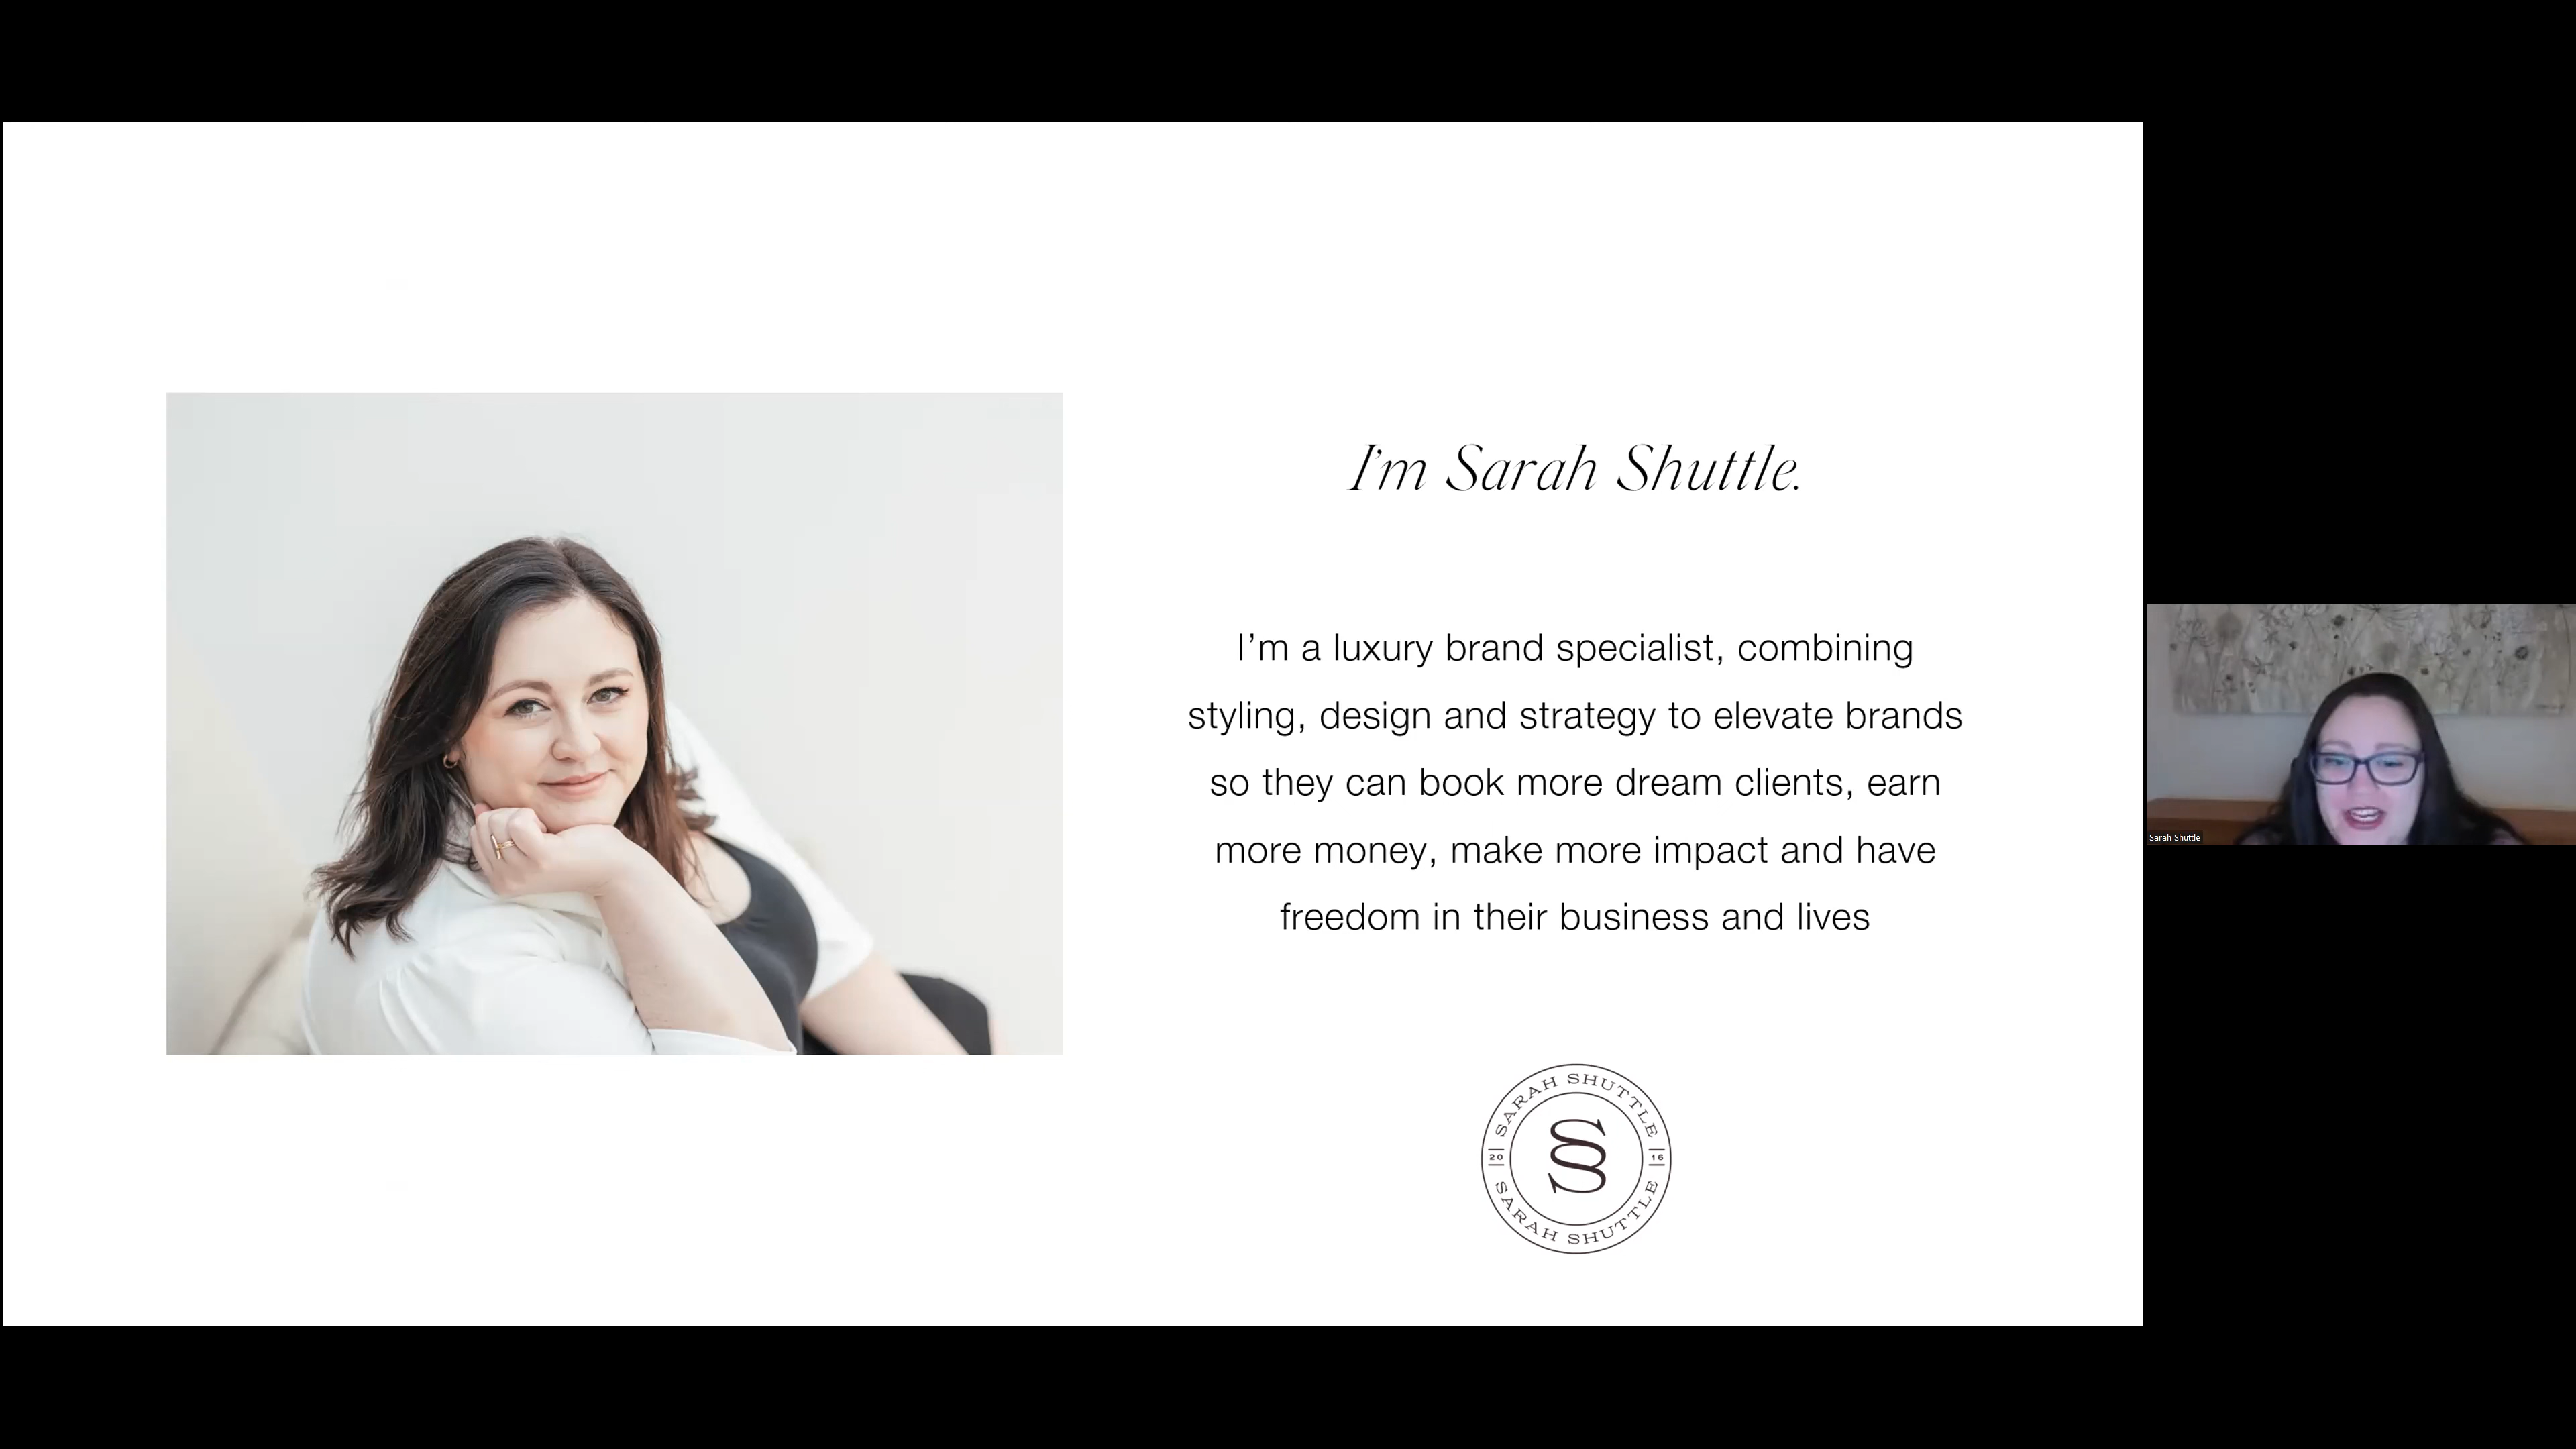 I'm Sarah Shuttle.
I'm a luxury brand specialist, combining
styling, design and strategy to elevate brands
so they can book more dream clients, earn
more money, make more impact and have
freedom in their business and lives
SARAH SHUTTLE
20
SS
16
SARAH SHUTTLE
Sarah Shuttle